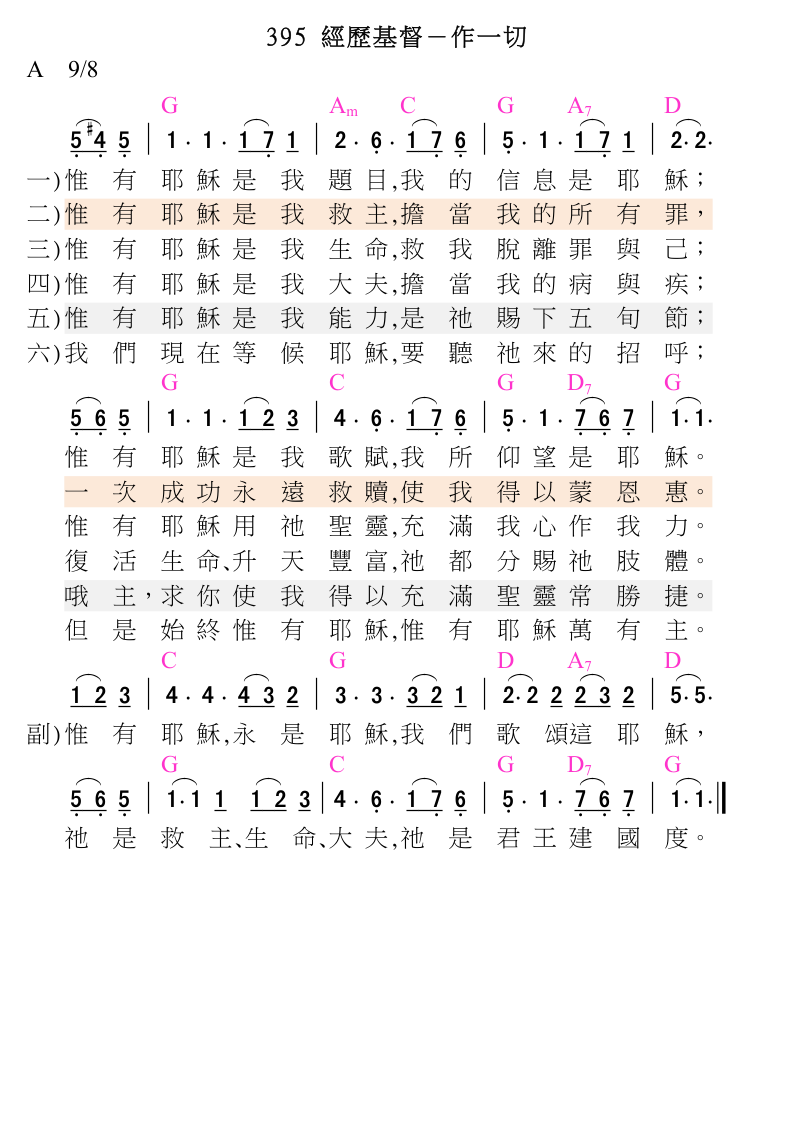 395 經歷基督－作一切
A 9/8
G Am C G A7 D
5 #4 5 | 1· 1· 1 7 1 | 2· 6· 1 7 6 | 5· 1· 1 7 1 | 2·2·
一)惟有耶穌是我題目,我的信息是耶穌；
二)惟有耶穌是我救主,擔當我的所有罪，
三)惟有耶穌是我生命,救我脫離罪與己；
四)惟有耶穌是我大夫,擔當我的病與疾；
五)惟有耶穌是我能力,是祂賜下五旬節；
六)我們現在等候耶穌,要聽祂來的招呼；
G C G D7 G
5 6 5 | 1· 1· 1 2 3 | 4· 6· 1 7 6 | 5· 1· 7 6 7 | 1·1·
惟有耶穌是我歌賦,我所仰望是耶穌。
一次成功永遠救贖,使我得以蒙恩惠。
惟有耶穌用祂聖靈,充滿我心作我力。
復活生命､升天豐富,祂都分賜祂肢體。
哦主，求你使我得以充滿聖靈常勝捷。
但是始終惟有耶穌,惟有耶穌萬有主。
C G D A7 D
1 2 3 | 4· 4· 4 3 2 | 3· 3· 3 2 1 | 2·2 2 2 3 2 | 5·5·
副)惟有耶穌,永是耶穌,我們歌頌這耶穌，
G C G D7 G
5 6 5 | 1·1 1 1 2 3 | 4· 6· 1 7 6 | 5· 1· 7 6 7 | 1·1·
祂是救主､生命､大夫,祂是君王建國度。